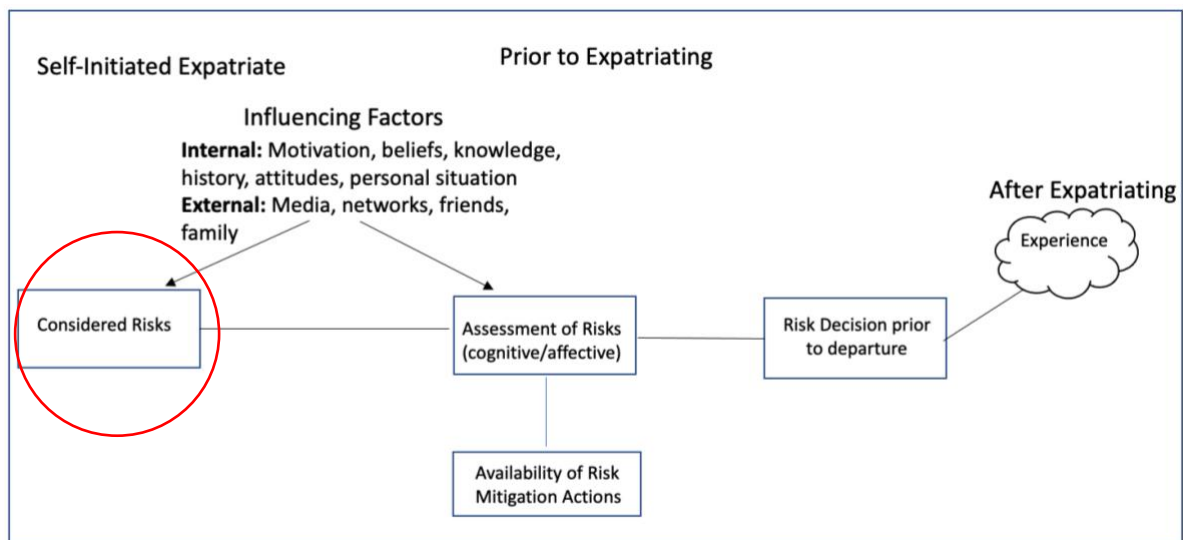 Self-Initiated Expatriate
Prior to Expatriating
Influencing Factors
Internal: Motivation, beliefs, knowledge,
history, attitudes, personal situation
External: Media, networks, friends,
family
After Expatriating
Experience
Considered Risks
Assessment of Risks
(cognitive/affective)
Risk Decision prior
to departure
Availability of Risk
Mitigation Actions